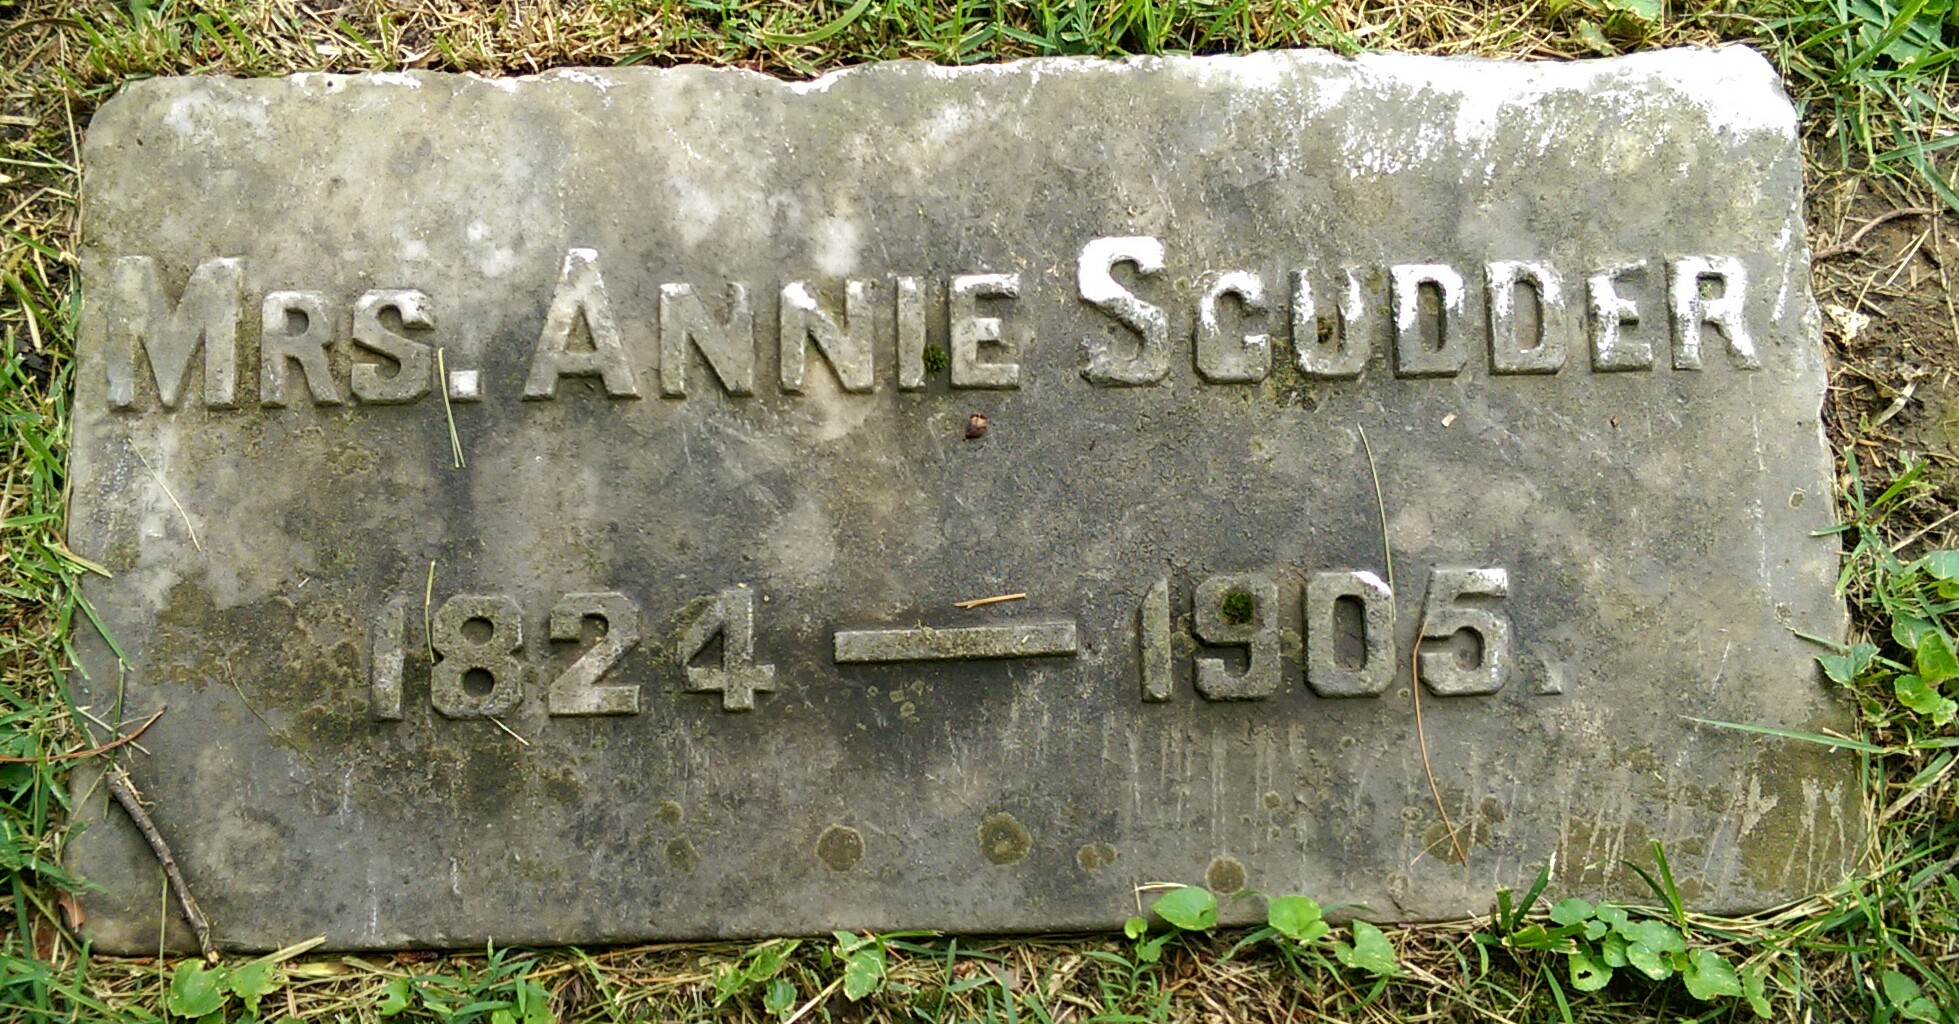 MRS. ANNIE SCUDDER
1824 — 1905.